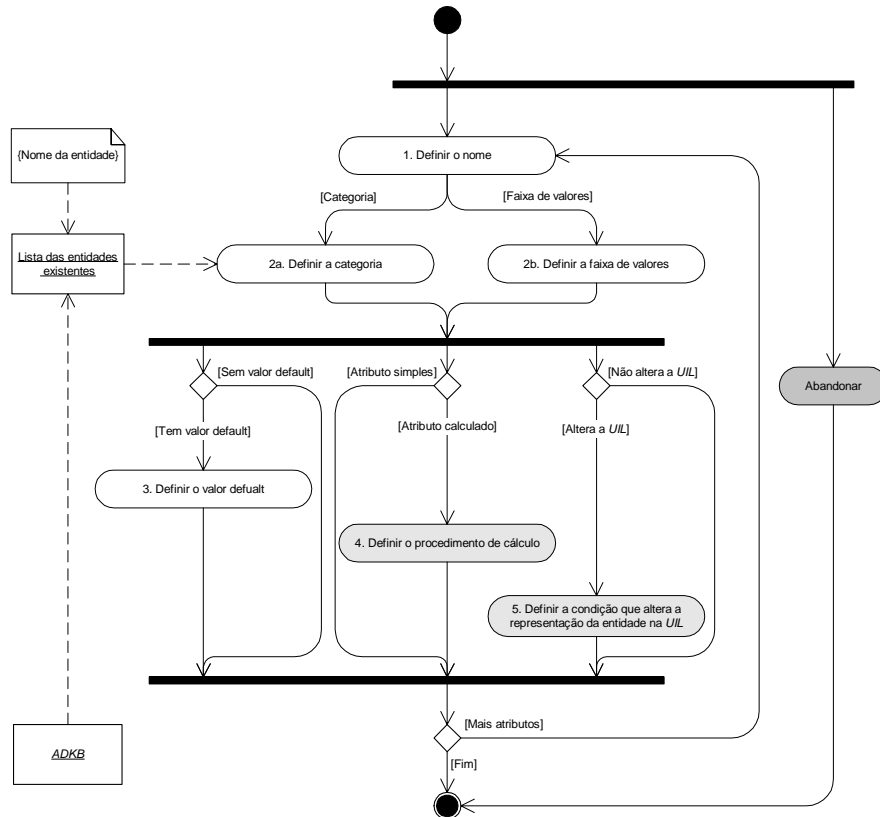 {Nome da entidade}
1. Definir o nome
[Categoria]
[Faixa de valores]
Lista das entidades
existentes
2a. Definir a categoria
2b. Definir a faixa de valores
[Sem valor default]
[Atributo simples]
[Não altera a UIL]
Abandonar
[Tem valor default]
[Atributo calculado]
[Altera a UIL]
3. Definir o valor defualt
4. Definir o procedimento de cálculo
5. Definir a condição que altera a
representação da entidade na UIL
[Mais atributos]
ADKB
[Fim]